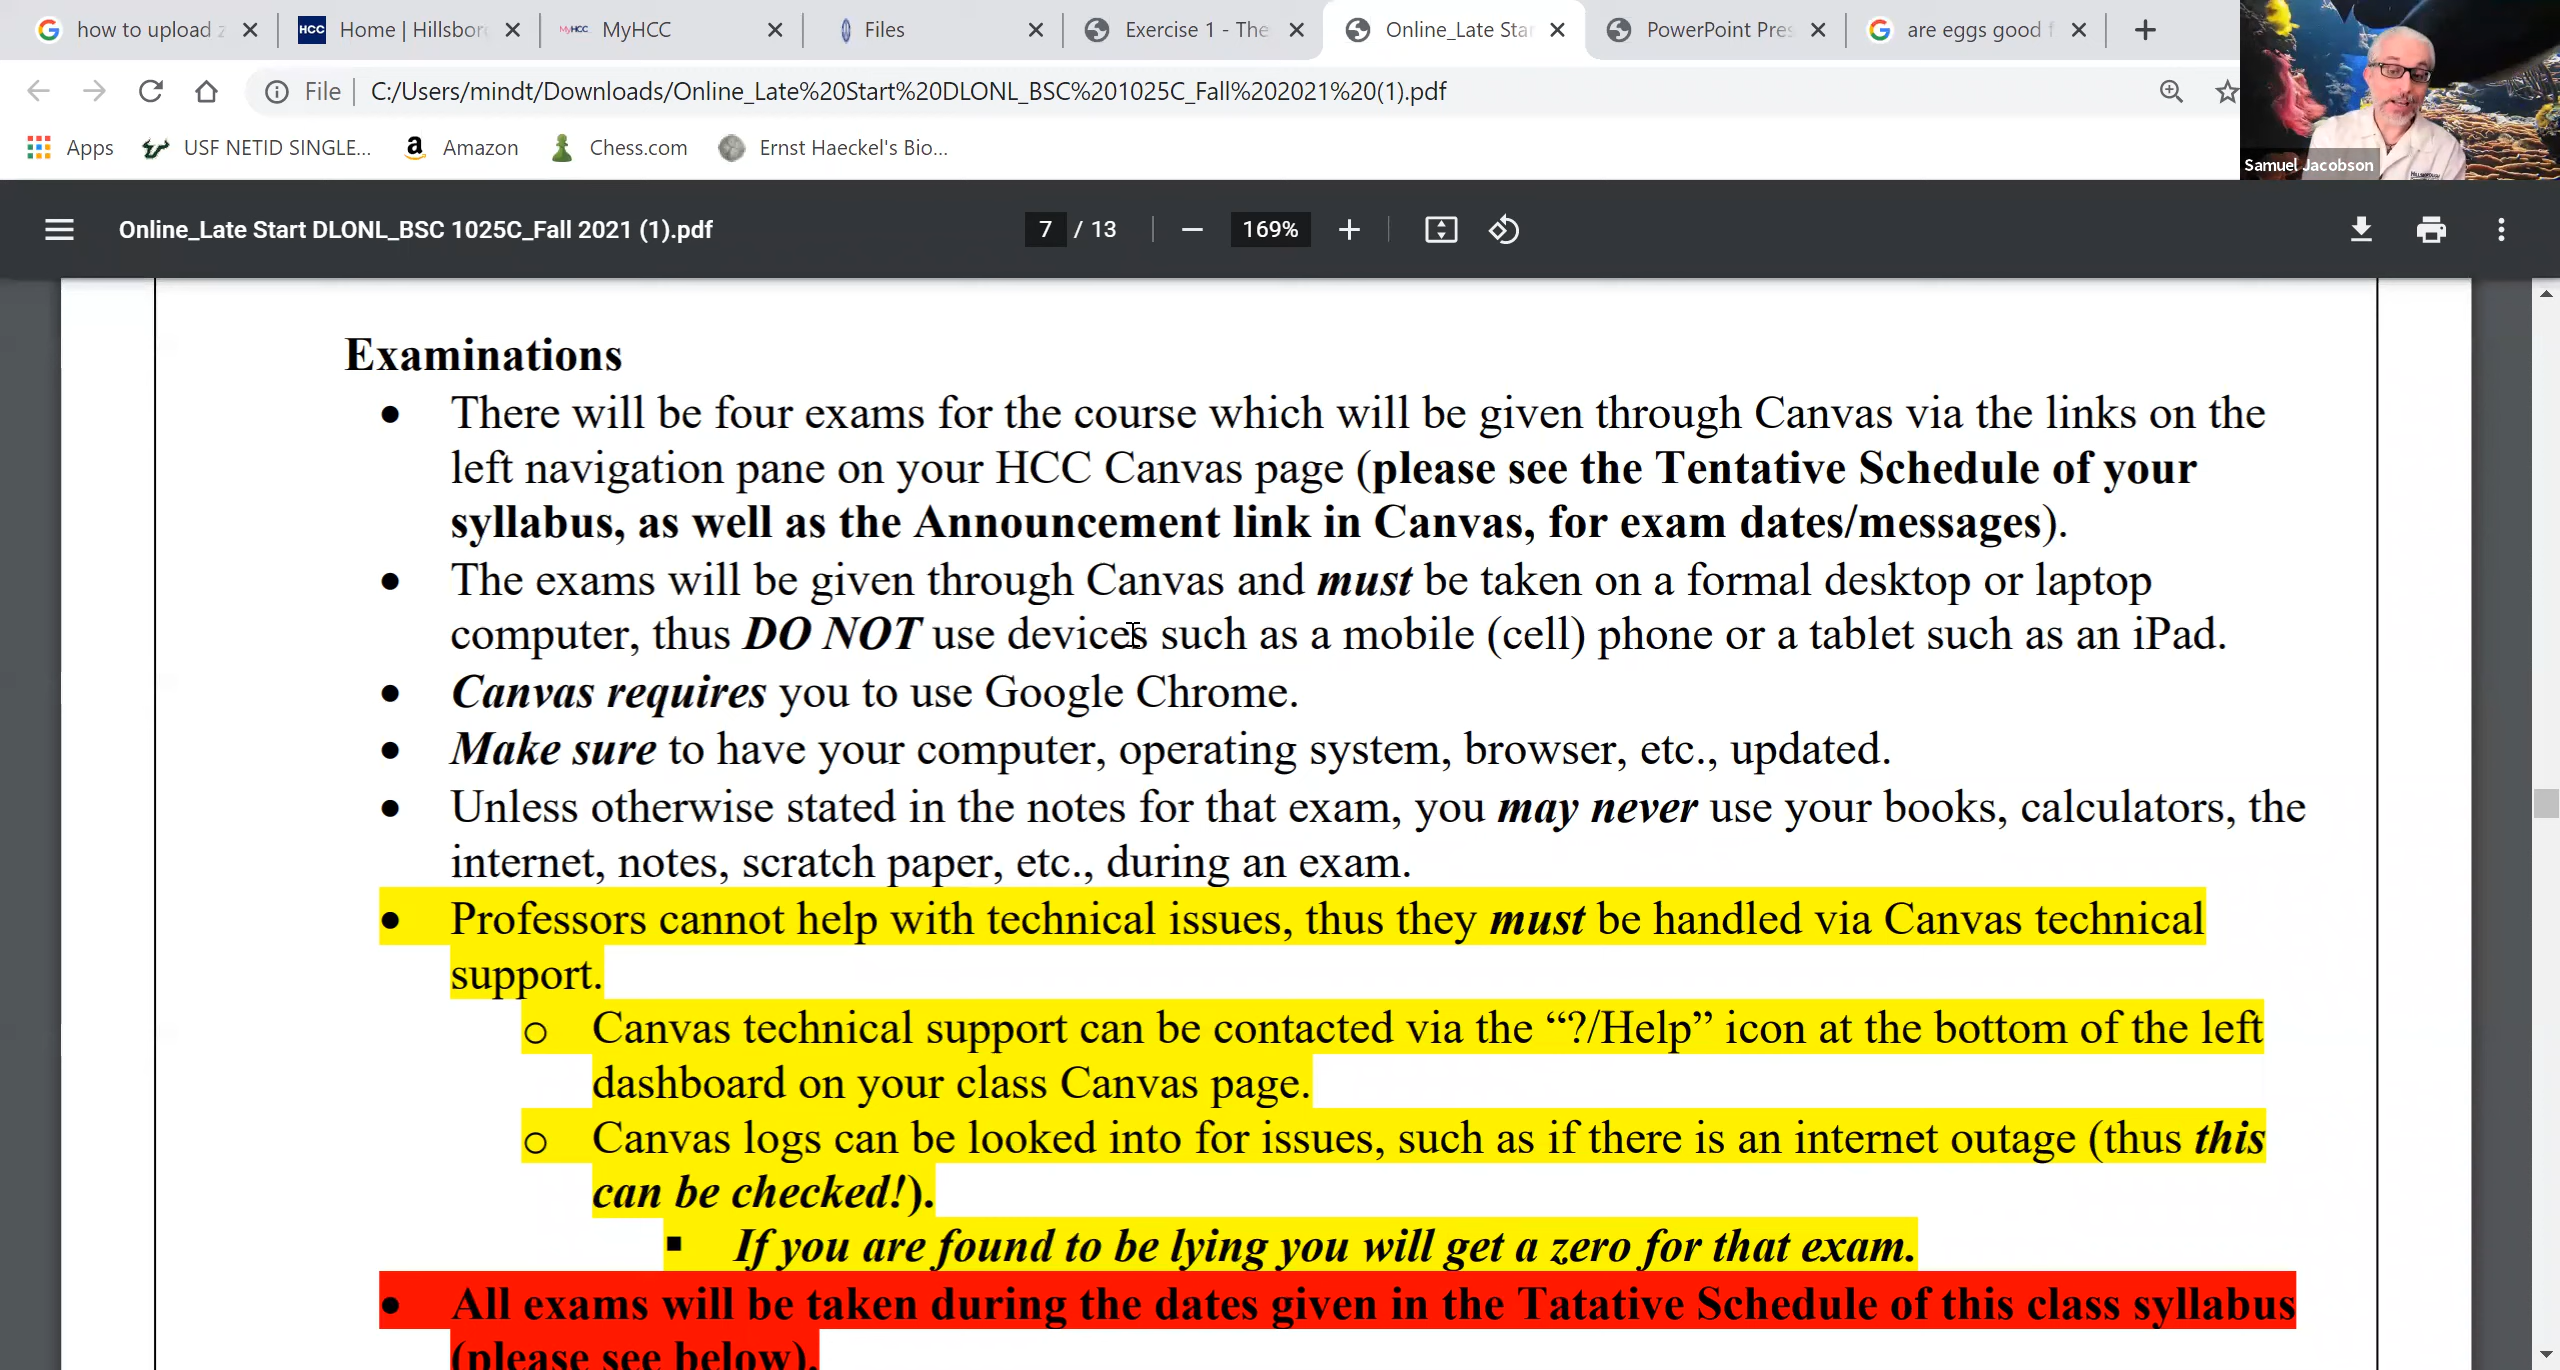 how to upload z
Home | Hillsbor
MyHCC
Files
Exercise 1 - The
Online_Late Star
PowerPoint Pres
are eggs good f
File
C:/Users/mindt/Downloads/Online_Late%20Start%20DLONL_BSC%201025C_Fall%202021%20(1).pdf
Apps
USF NETID SINGLE...
Amazon
Chess.com
Ernst Haeckel's Bio...
Samuel Jacobson
Online_Late Start DLONL_BSC 1025C_Fall 2021 (1).pdf
7 / 13
169%
Examinations
• There will be four exams for the course which will be given through Canvas via the links on the
left navigation pane on your HCC Canvas page (please see the Tentative Schedule of your
syllabus, as well as the Announcement link in Canvas, for exam dates/messages).
• The exams will be given through Canvas and must be taken on a formal desktop or laptop
computer, thus DO NOT use devices such as a mobile (cell) phone or a tablet such as an iPad.
• Canvas requires you to use Google Chrome.
• Make sure to have your computer, operating system, browser, etc., updated.
• Unless otherwise stated in the notes for that exam, you may never use your books, calculators, the
internet, notes, scratch paper, etc., during an exam.
• Professors cannot help with technical issues, thus they must be handled via Canvas technical
support.
o Canvas technical support can be contacted via the “?/Help” icon at the bottom of the left
dashboard on your class Canvas page.
o Canvas logs can be looked into for issues, such as if there is an internet outage (thus this
can be checked!).
▪ If you are found to be lying you will get a zero for that exam.
• All exams will be taken during the dates given in the Tatative Schedule of this class syllabus
(please see below).